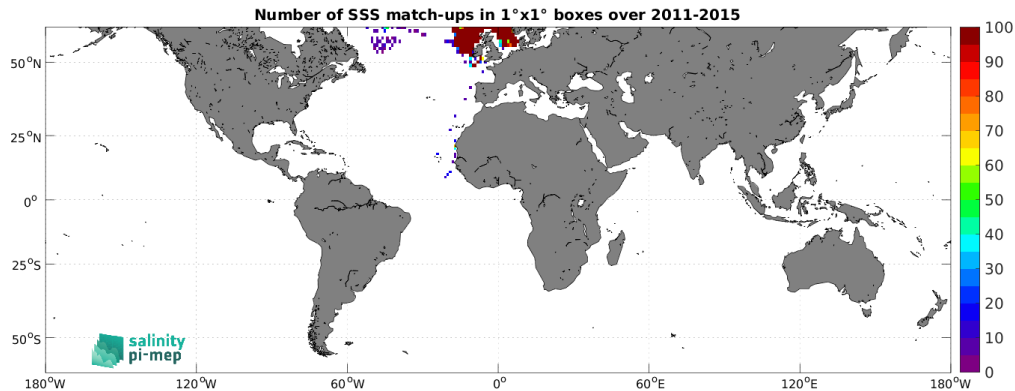 Number of SSS match-ups in 1°x1° boxes over 2011-2015
100
90
80
70
60
50
40
30
20
10
0
50°N
25°N
0°
25°S
50°S
salinity
pi-mep
180°W 120°W 60°W 0° 60°E 120°E 180°W